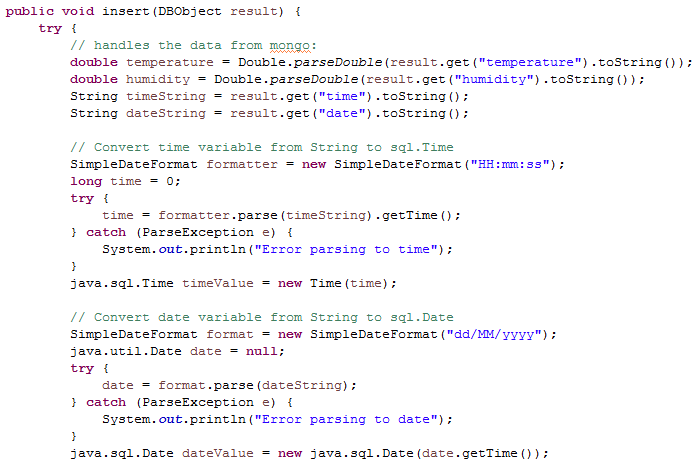 public void insert(DBObject result) {
    try {
        // handles the data from mongo:
        double temperature = Double.parseDouble(result.get("temperature").toString());
        double humidity = Double.parseDouble(result.get("humidity").toString());
        String timeString = result.get("time").toString();
        String dateString = result.get("date").toString();

        // Convert time variable from String to sql.Time
        SimpleDateFormat formatter = new SimpleDateFormat("HH:mm:ss");
        long time = 0;
        try {
            time = formatter.parse(timeString).getTime();
        } catch (ParseException e) {
            System.out.println("Error parsing to time");
        }
        java.sql.Time timeValue = new Time(time);

        // Convert date variable from String to sql.Date
        SimpleDateFormat format = new SimpleDateFormat("dd/MM/yyyy");
        java.util.Date date = null;
        try {
            date = format.parse(dateString);
        } catch (ParseException e) {
            System.out.println("Error parsing to date");
        }
        java.sql.Date dateValue = new java.sql.Date(date.getTime());